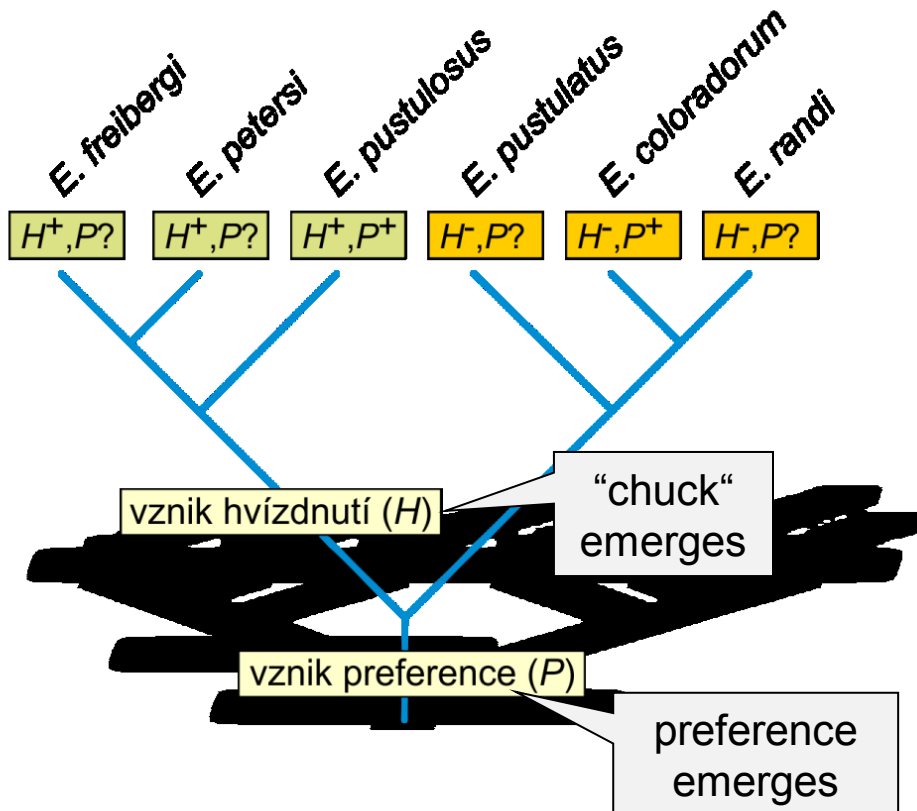 E. freibergi
E. petersi
E. pustulosus
E. pustulatus
E. coloradorum
E. randi
H⁺,P?
H⁺,P?
H⁺,P⁺
H⁻,P?
H⁻,P⁺
H⁻,P?
vznik hvízdnutí (H)
“chuck“
emerges
vznik preference (P)
preference
emerges